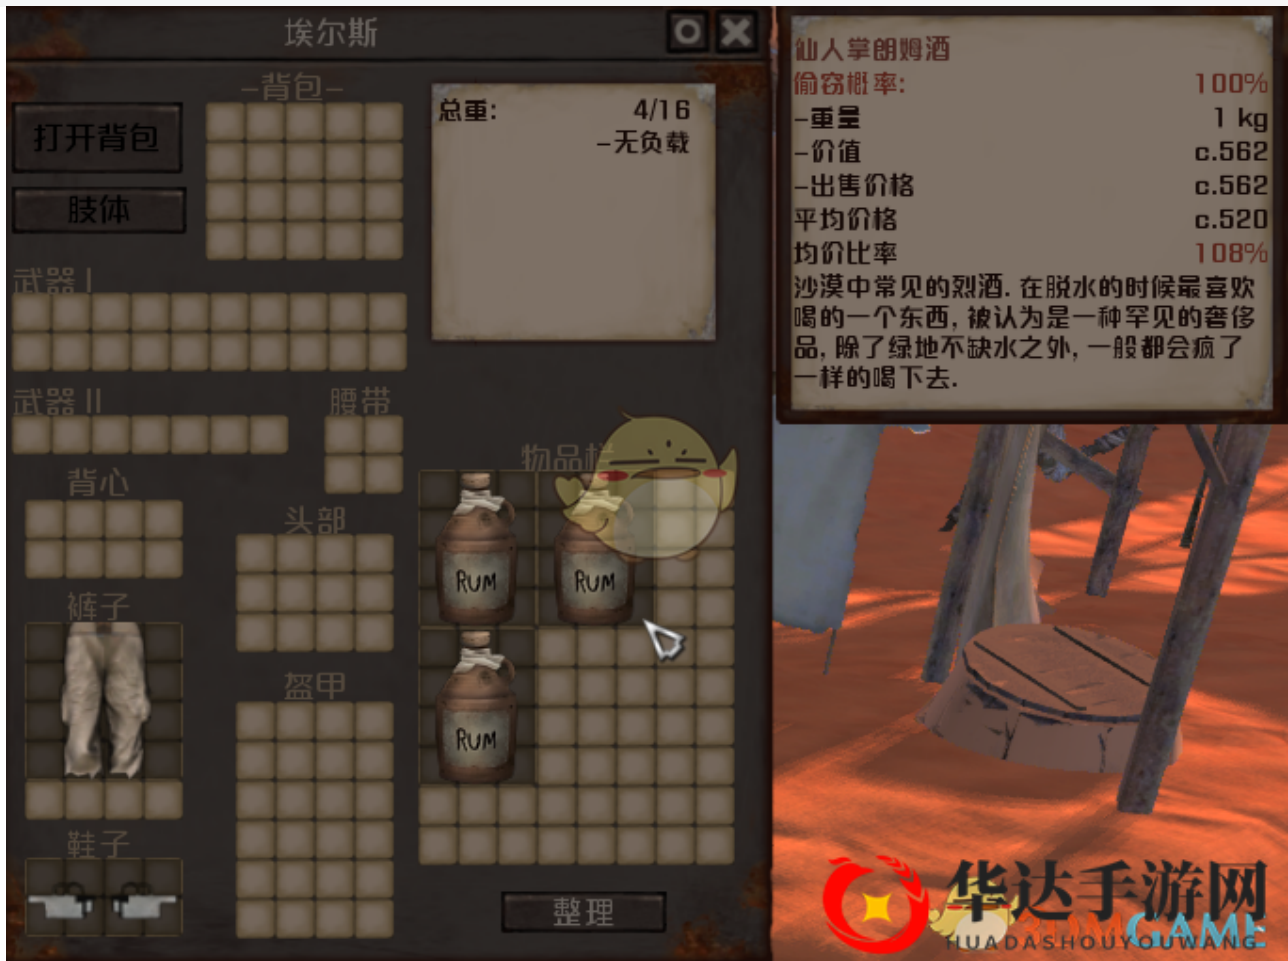 埃尔斯
-背包-
打开背包
肢体
总重: 4/16
-无负载
武器 I
武器 II
腰带
背心
头部
裤子
盔甲
鞋子
物品栏
RUM
RUM
RUM
整理
仙人掌朗姆酒
偷窃概率: 100%
-重量 1 kg
-价值 c.562
-出售价格 c.562
平均价格 c.520
均价比率 108%
沙漠中常见的烈酒. 在脱水的时候最喜欢
喝的一个东西, 被认为是一种罕见的奢侈
品, 除了绿地不缺水之外, 一般都会疯了
一样的喝下去.
华达手游网
3DMGAME
HUADASHOUYOUWANG